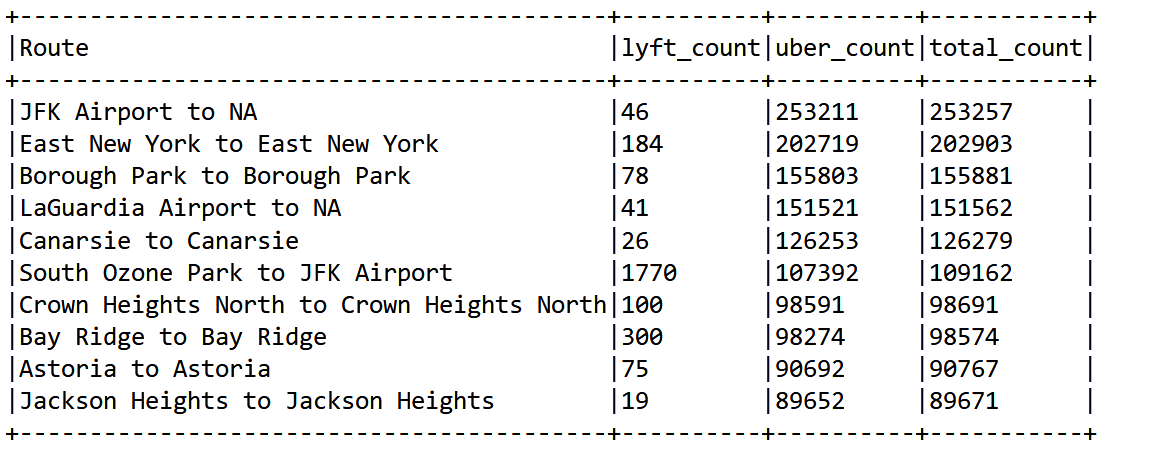 +------------------------------------------+----------+----------+-----------+
|Route                                     |lyft_count|uber_count|total_count|
+------------------------------------------+----------+----------+-----------+
|JFK Airport to NA                         |46        |253211    |253257     |
|East New York to East New York            |184       |202719    |202903     |
|Borough Park to Borough Park              |78        |155803    |155881     |
|LaGuardia Airport to NA                   |41        |151521    |151562     |
|Canarsie to Canarsie                      |26        |126253    |126279     |
|South Ozone Park to JFK Airport           |1770      |107392    |109162     |
|Crown Heights North to Crown Heights North|100       |98591     |98691      |
|Bay Ridge to Bay Ridge                    |300       |98274     |98574      |
|Astoria to Astoria                        |75        |90692     |90767      |
|Jackson Heights to Jackson Heights        |19        |89652     |89671      |
+------------------------------------------+----------+----------+-----------+